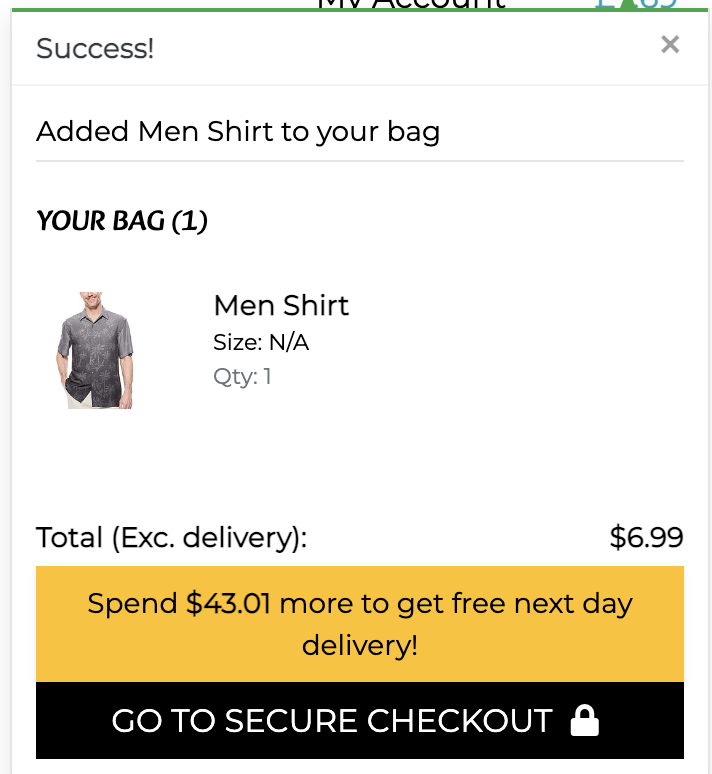 My Account
Success!
×
Added Men Shirt to your bag
YOUR BAG (1)
Men Shirt
Size: N/A
Qty: 1
Total (Exc. delivery): $6.99
Spend $43.01 more to get free next day
delivery!
GO TO SECURE CHECKOUT